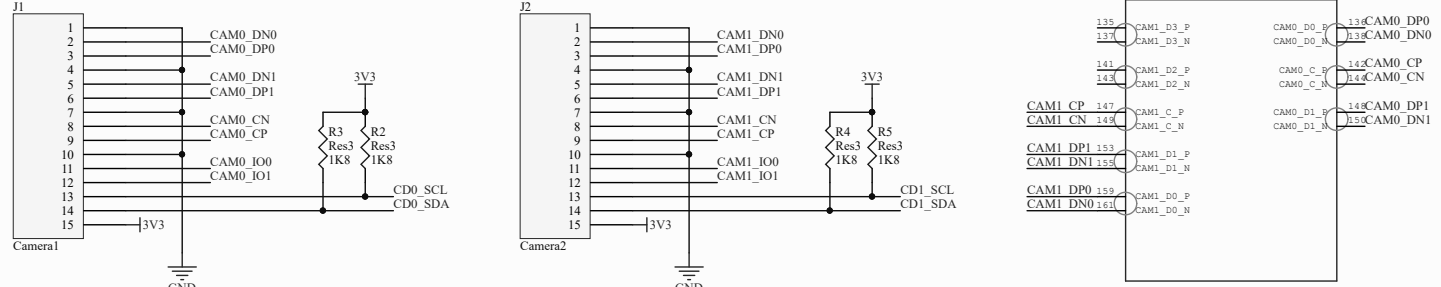 J1
1
2 CAM0_DN0
3 CAM0_DP0
4
5 CAM0_DN1
6 CAM0_DP1
7
8 CAM0_CN
9 CAM0_CP
10
11 CAM0_IO0
12 CAM0_IO1
13 CD0_SCL
14 CD0_SDA
15 3V3
Camera1
GND
3V3
R3
Res3
1K8
R2
Res3
1K8
J2
1
2 CAM1_DN0
3 CAM1_DP0
4
5 CAM1_DN1
6 CAM1_DP1
7
8 CAM1_CN
9 CAM1_CP
10
11 CAM1_IO0
12 CAM1_IO1
13 CD1_SCL
14 CD1_SDA
15 3V3
Camera2
GND
3V3
R4
Res3
1K8
R5
Res3
1K8
135 CAM1_D3_P
137 CAM1_D3_N
141 CAM1_D2_P
143 CAM1_D2_N
CAM1_CP 147 CAM1_C_P
CAM1_CN 149 CAM1_C_N
CAM1_DP1 153 CAM1_D1_P
CAM1_DN1 155 CAM1_D1_N
CAM1_DP0 159 CAM1_D0_P
CAM1_DN0 161 CAM1_D0_N
CAM0_D0_P 136 CAM0_DP0
CAM0_D0_N 138 CAM0_DN0
CAM0_C_P 142 CAM0_CP
CAM0_C_N 144 CAM0_CN
CAM0_D1_P 148 CAM0_DP1
CAM0_D1_N 150 CAM0_DN1